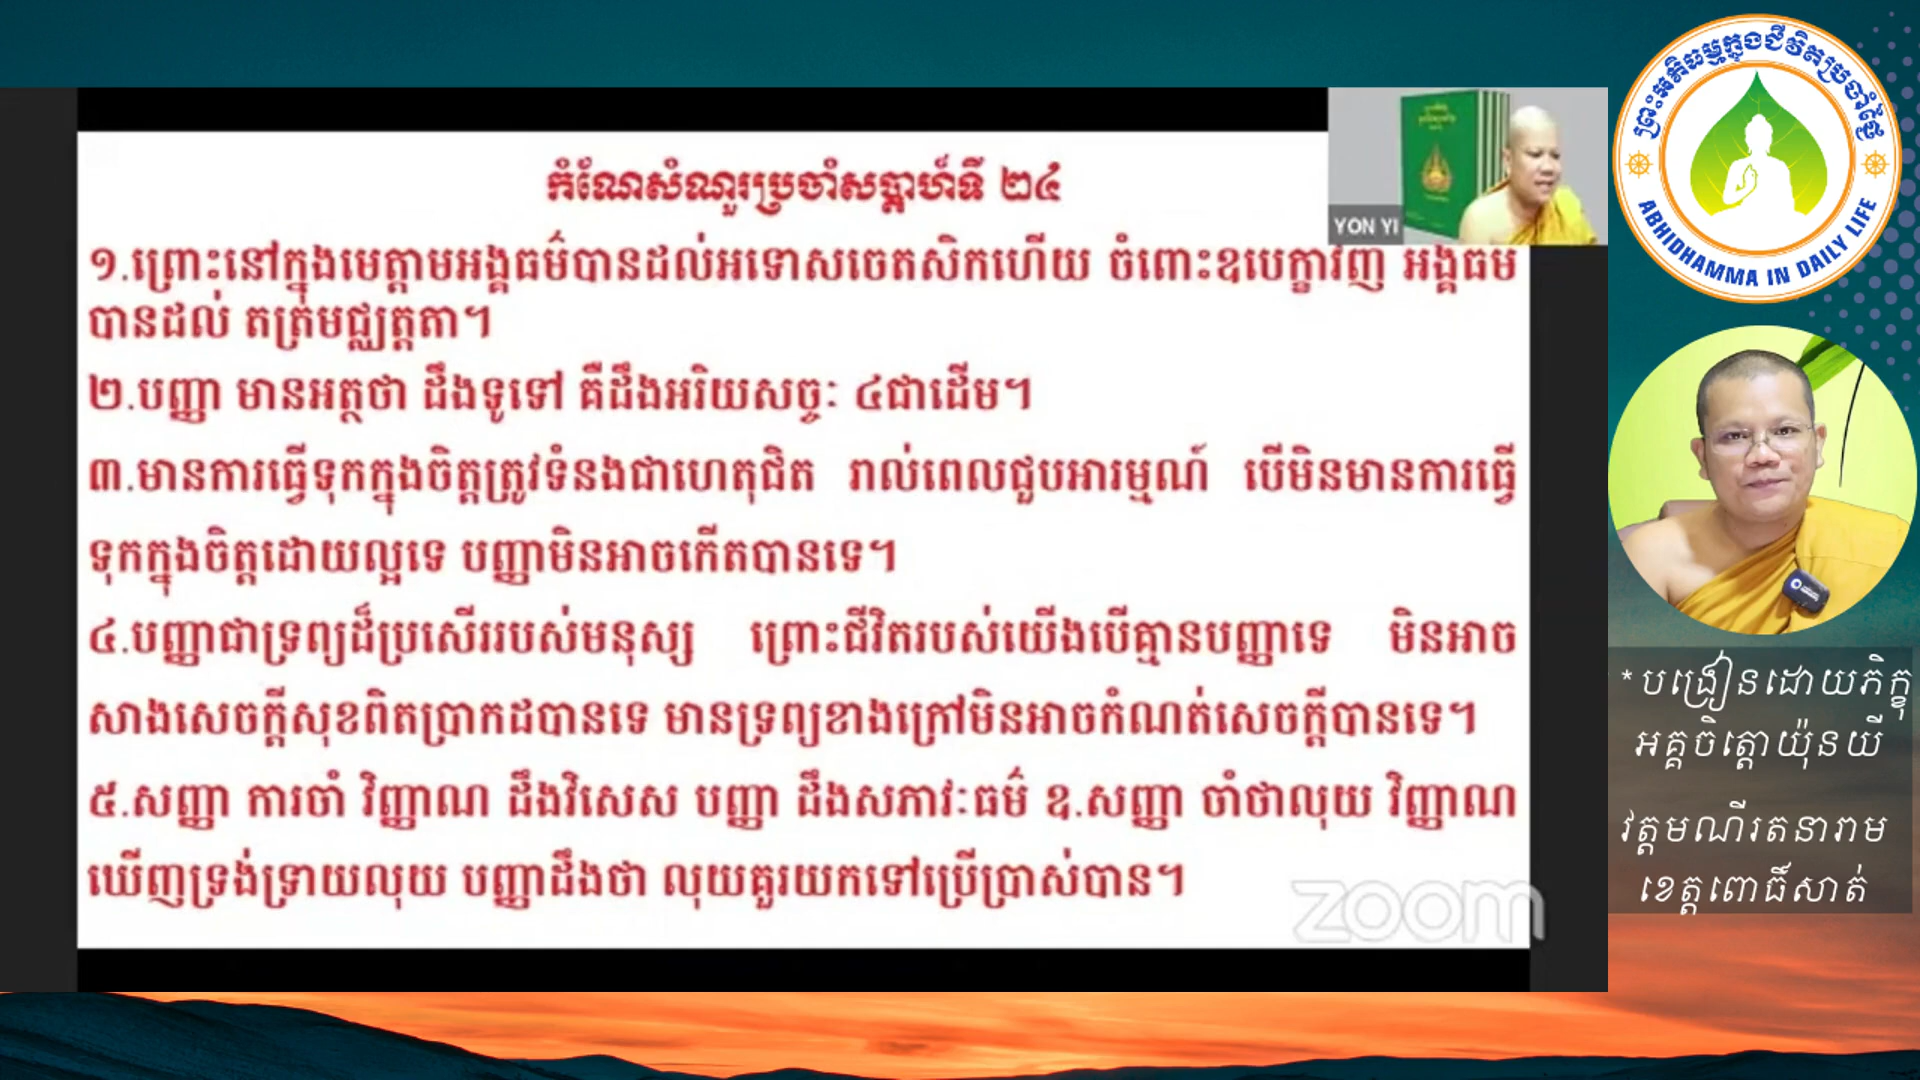 កំណែសំណួរប្រចាំសប្តាហ៍ទី ២៤
១.ព្រោះនៅក្នុងមេត្តាមអង្គធម៌បានដល់អទោសចេតសិកហើយ ចំពោះឧបេក្ខាវិញ អង្គធម៌
បានដល់ តត្រមជ្ឈត្តតា។
២.បញ្ញា មានអត្ថថា ដឹងទូទៅ គឺដឹងអរិយសច្ចៈ ៤ជាដើម។
៣.មានការធ្វើទុកក្នុងចិត្តត្រូវទំនងជាហេតុជិត រាល់ពេលជួបអារម្មណ៍ បើមិនមានការធ្វើ
ទុកក្នុងចិត្តដោយល្អទេ បញ្ញាមិនអាចកើតបានទេ។
៤.បញ្ញាជាទ្រព្យដ៏ប្រសើររបស់មនុស្ស ព្រោះជីវិតរបស់យើងបើគ្មានបញ្ញាទេ មិនអាច
សាងសេចក្តីសុខពិតប្រាកដបានទេ មានទ្រព្យខាងក្រៅមិនអាចកំណត់សេចក្តីបានទេ។
៥.សញ្ញា ការចាំ វិញ្ញាណ ដឹងវិសេស បញ្ញា ដឹងសភាវៈធម៌ ឧ.សញ្ញា ចាំថាលុយ វិញ្ញាណ
ឃើញទ្រង់ទ្រាយលុយ បញ្ញាដឹងថា លុយគួរយកទៅប្រើប្រាស់បាន។
YON YI
zoom
ព្រះអភិធម្មក្នុងជីវិតប្រចាំថ្ងៃ
ABHIDHAMMA IN DAILY LIFE
*បង្រៀនដោយភិក្ខុ
អគ្គចិត្តោយ៉ុនយី
វត្តមណីរតនារាម
ខេត្តពោធិ៍សាត់